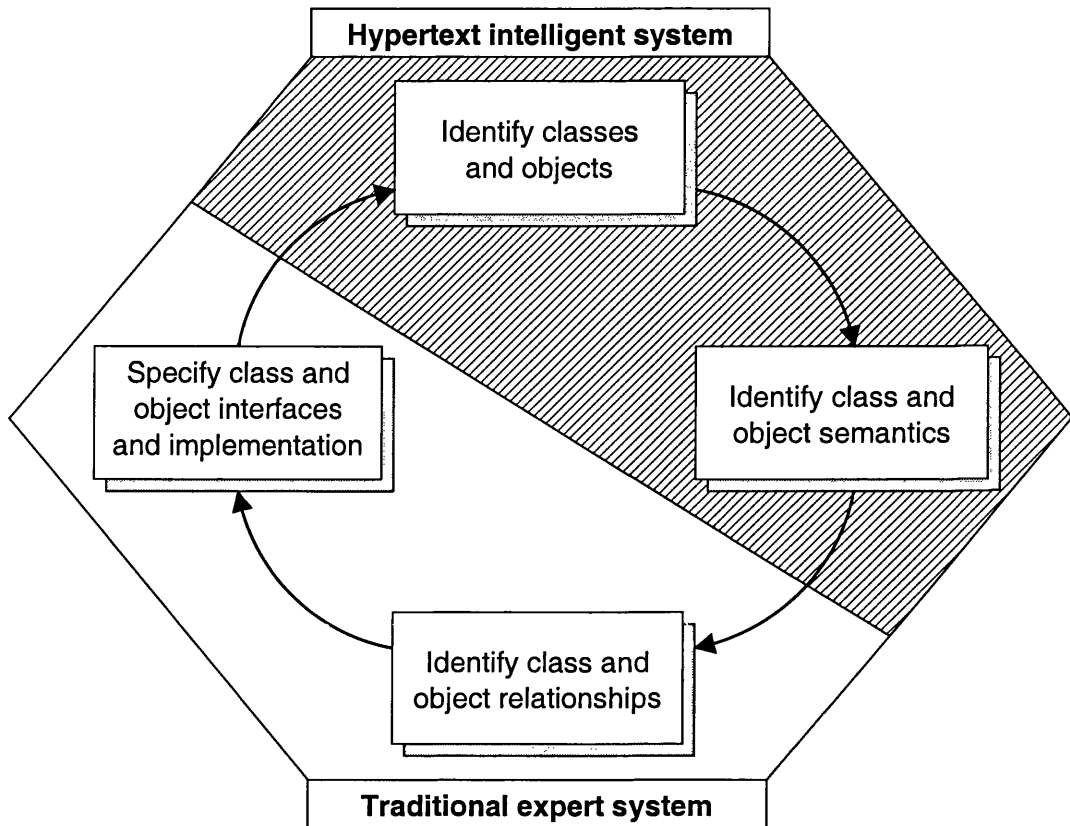 Hypertext intelligent system
Identify classes
and objects
Specify class and
object interfaces
and implementation
Identify class and
object semantics
Identify class and
object relationships
Traditional expert system